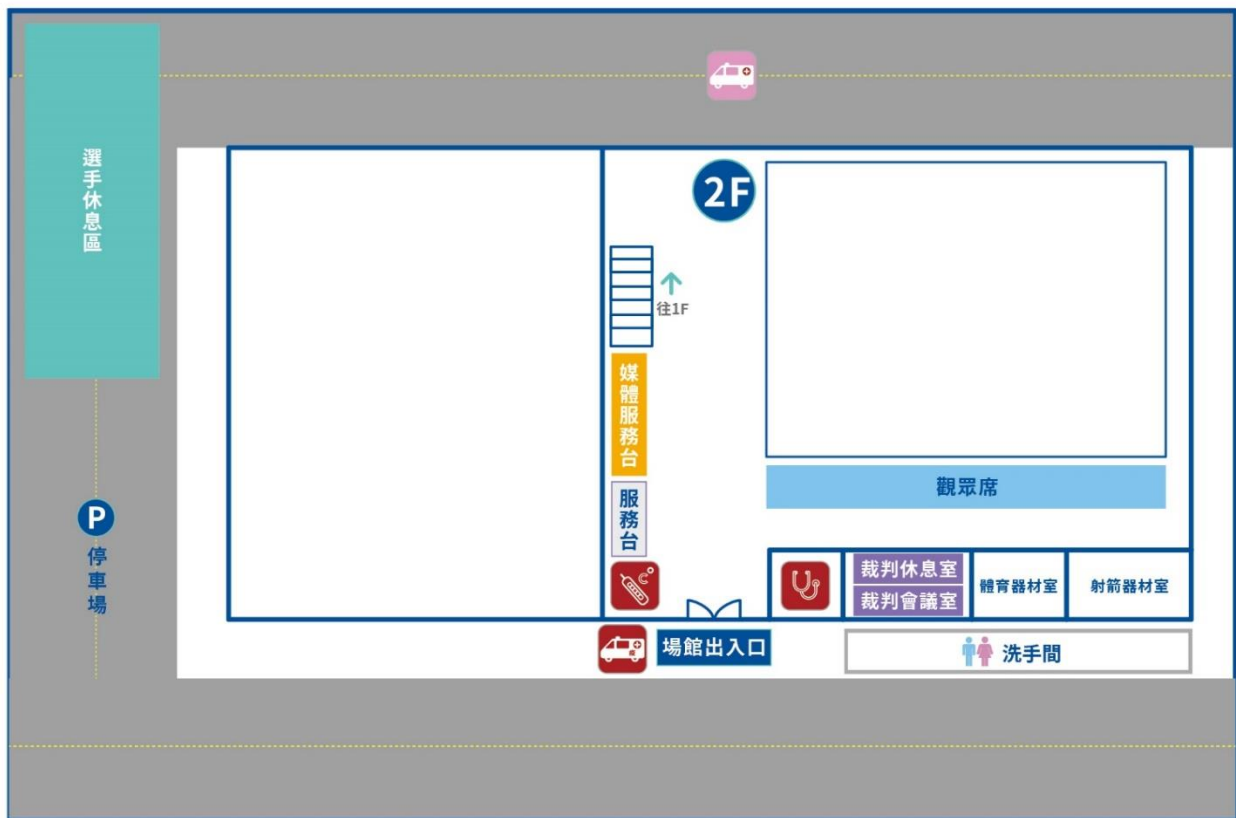 選手休息區
2F
往1F
媒體服務台
觀眾席
服務台
P
停車場
C°
裁判休息室
裁判會議室
體育器材室
射箭器材室
場館出入口
洗手間